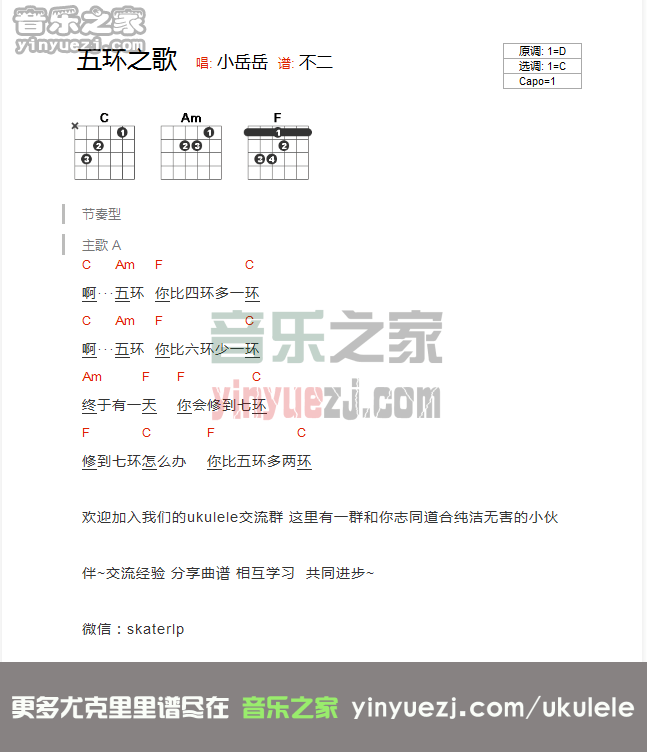 音乐之家
yinyuezj.com
五环之歌 唱: 小岳岳 谱: 不二
原调: 1=D
选调: 1=C
Capo=1
C Am F
× 1 1 1
2 2 3 2
3 3 4
节奏型
主歌 A
C Am F C
啊···五环 你比四环多一环
C Am F C
啊···五环 你比六环少一环
音乐之家
yinyuezj.com
Am F F C
终于有一天 你会修到七环
F C F C
修到七环怎么办 你比五环多两环
欢迎加入我们的ukulele交流群 这里有一群和你志同道合纯洁无害的小伙
伴~交流经验 分享曲谱 相互学习 共同进步~
微信：skaterlp
更多尤克里里谱尽在 音乐之家 yinyuezj.com/ukulele